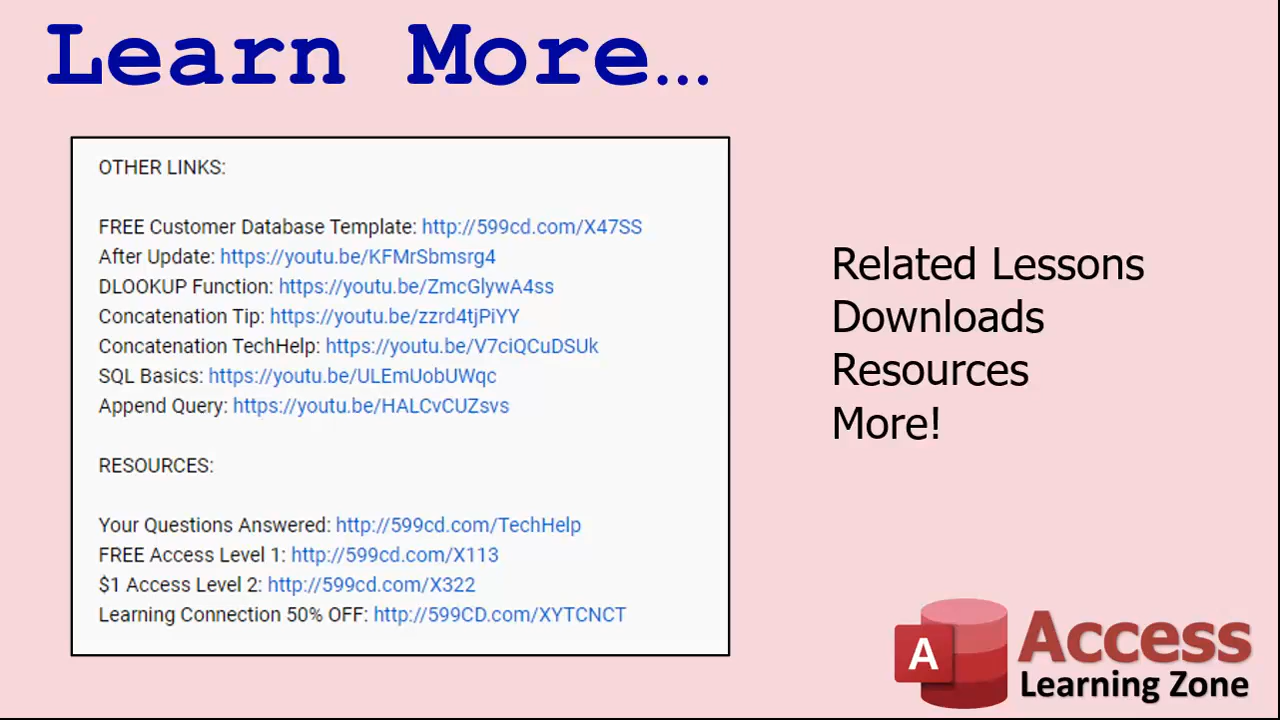 Learn More...
OTHER LINKS:
FREE Customer Database Template: http://599cd.com/X47SS
After Update: https://youtu.be/KFMrSbmsrg4
DLOOKUP Function: https://youtu.be/ZmcGlywA4ss
Concatenation Tip: https://youtu.be/zzrd4tjPiYY
Concatenation TechHelp: https://youtu.be/V7ciQCuDSUk
SQL Basics: https://youtu.be/ULEmUobUWqc
Append Query: https://youtu.be/HALCvCUZsvs
RESOURCES:
Your Questions Answered: http://599cd.com/TechHelp
FREE Access Level 1: http://599cd.com/X113
$1 Access Level 2: http://599cd.com/X322
Learning Connection 50% OFF: http://599CD.com/XYTCNCT
Related Lessons
Downloads
Resources
More!
A
Access
Learning Zone